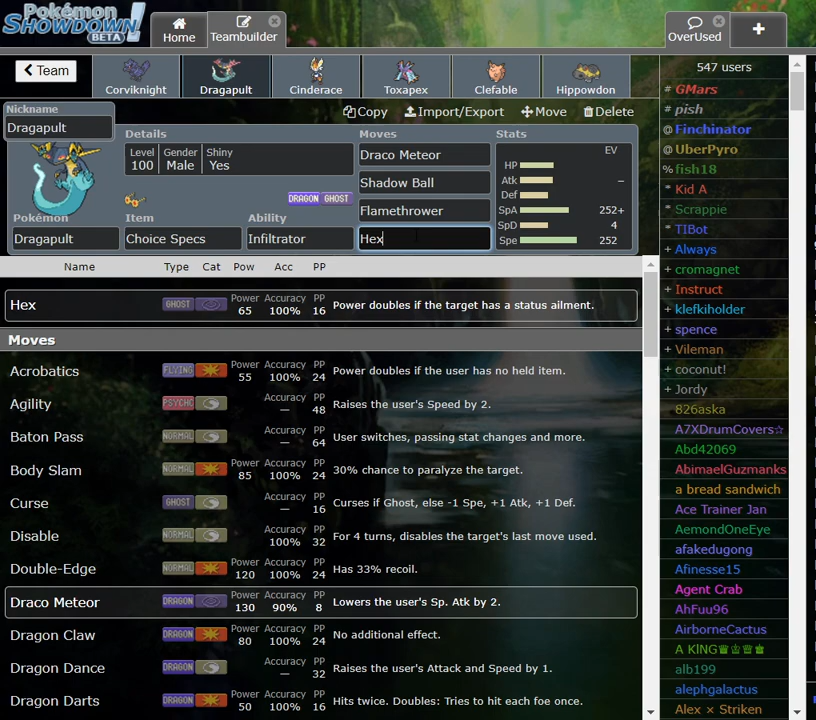 Pokémon
Showdown!
BETA
Home
Teambuilder
OverUsed
+
< Team
Corviknight
Dragapult
Cinderace
Toxapex
Clefable
Hippowdon
547 users
Copy
Import/Export
Move
Delete
Nickname
Dragapult
Details
Level Gender Shiny
100 Male Yes
DRAGON GHOST
Pokémon
Dragapult
Item
Choice Specs
Ability
Infiltrator
Moves
Draco Meteor
Shadow Ball
Flamethrower
Hex
Stats
EV
HP
Atk –
Def
SpA 252+
SpD 4
Spe 252
Name Type Cat Pow Acc PP
Hex GHOST Power 65 Accuracy 100% PP 16 Power doubles if the target has a status ailment.
Moves
Acrobatics FLYING Power 55 Accuracy 100% PP 24 Power doubles if the user has no held item.
Agility PSYCHC Accuracy — PP 48 Raises the user's Speed by 2.
Baton Pass NORMAL Accuracy — PP 64 User switches, passing stat changes and more.
Body Slam NORMAL Power 85 Accuracy 100% PP 24 30% chance to paralyze the target.
Curse GHOST Accuracy — PP 16 Curses if Ghost, else -1 Spe, +1 Atk, +1 Def.
Disable NORMAL Accuracy 100% PP 32 For 4 turns, disables the target's last move used.
Double-Edge NORMAL Power 120 Accuracy 100% PP 24 Has 33% recoil.
Draco Meteor DRAGON Power 130 Accuracy 90% PP 8 Lowers the user's Sp. Atk by 2.
Dragon Claw DRAGON Power 80 Accuracy 100% PP 24 No additional effect.
Dragon Dance DRAGON Accuracy — PP 32 Raises the user's Attack and Speed by 1.
Dragon Darts DRAGON Power 50 Accuracy 100% PP 16 Hits twice. Doubles: Tries to hit each foe once.
# GMars
# pish
@ Finchinator
@ UberPyro
% fish18
* Kid A
* Scrappie
* TIBot
+ Always
+ cromagnet
+ Instruct
+ klefkiholder
+ spence
+ Vileman
+ coconut!
+ Jordy
826aska
A7XDrumCovers☆
Abd42069
AbimaelGuzmanks
a bread sandwich
Ace Trainer Jan
AemondOneEye
afakedugong
Afinesse15
Agent Crab
AhFuu96
AirborneCactus
A KING♛♔♕♚
alb199
alephgalactus
Alex × Striken